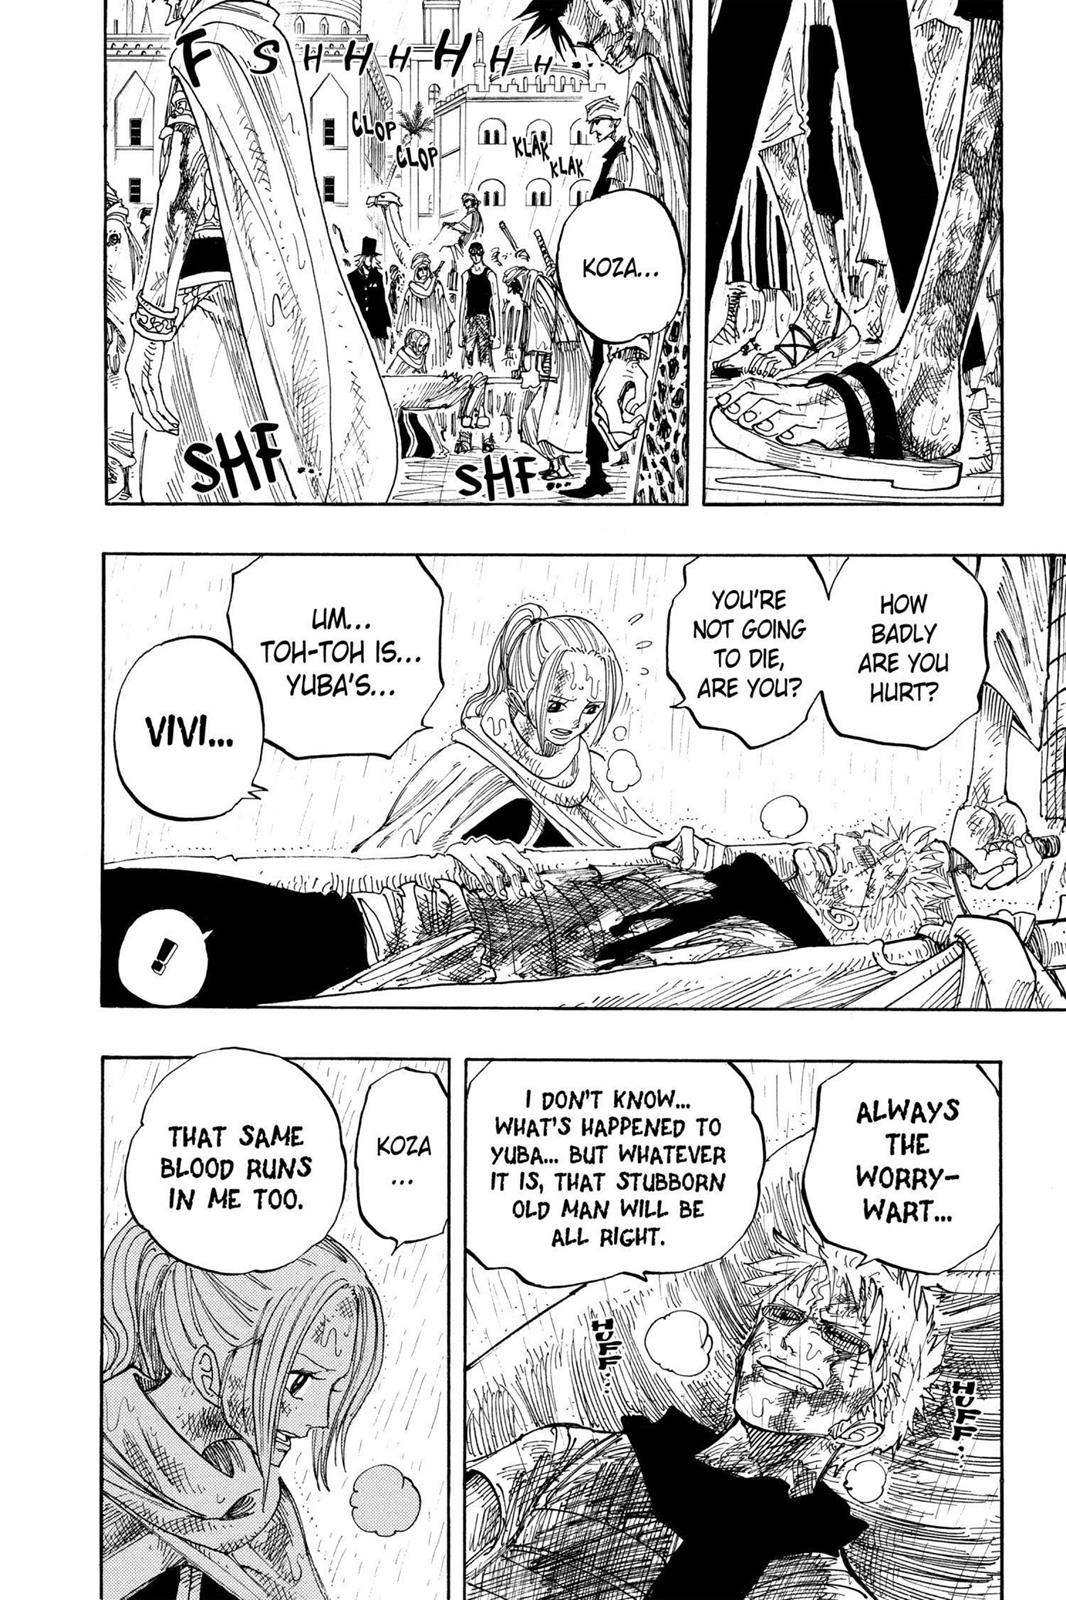 FSHHHHHH...
CLOP
CLOP
KLAK
KLAK
KOZA...
SHF...
SHF...
HOW
BADLY
ARE YOU
HURT?
YOU'RE
NOT GOING
TO DIE,
ARE YOU?
UM...
TOH-TOH IS...
YUBA'S...
VIVI...
!
ALWAYS
THE
WORRY-
WART...
I DON'T KNOW...
WHAT'S HAPPENED TO
YUBA... BUT WHATEVER
IT IS, THAT STUBBORN
OLD MAN WILL BE
ALL RIGHT.
HUFF...
HUFF...
KOZA
...
THAT SAME
BLOOD RUNS
IN ME TOO.